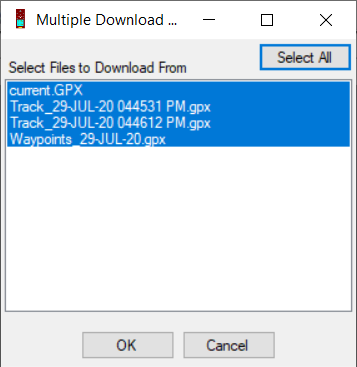 Multiple Download ...
Select All
Select Files to Download From
current.GPX
Track_29-JUL-20 044531 PM.gpx
Track_29-JUL-20 044612 PM.gpx
Waypoints_29-JUL-20.gpx
OK
Cancel